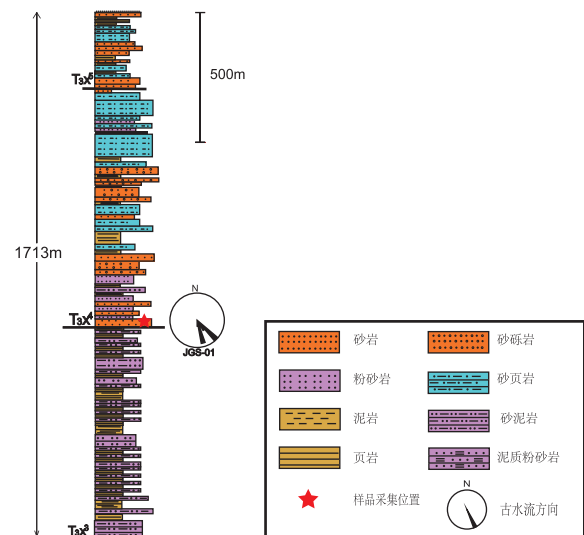 T₃x⁵
500m
1713m
N
T₃x⁴
JGS-01
砂岩
砂砾岩
粉砂岩
砂页岩
泥岩
砂泥岩
页岩
泥质粉砂岩
N
样品采集位置
古水流方向
T₃x³